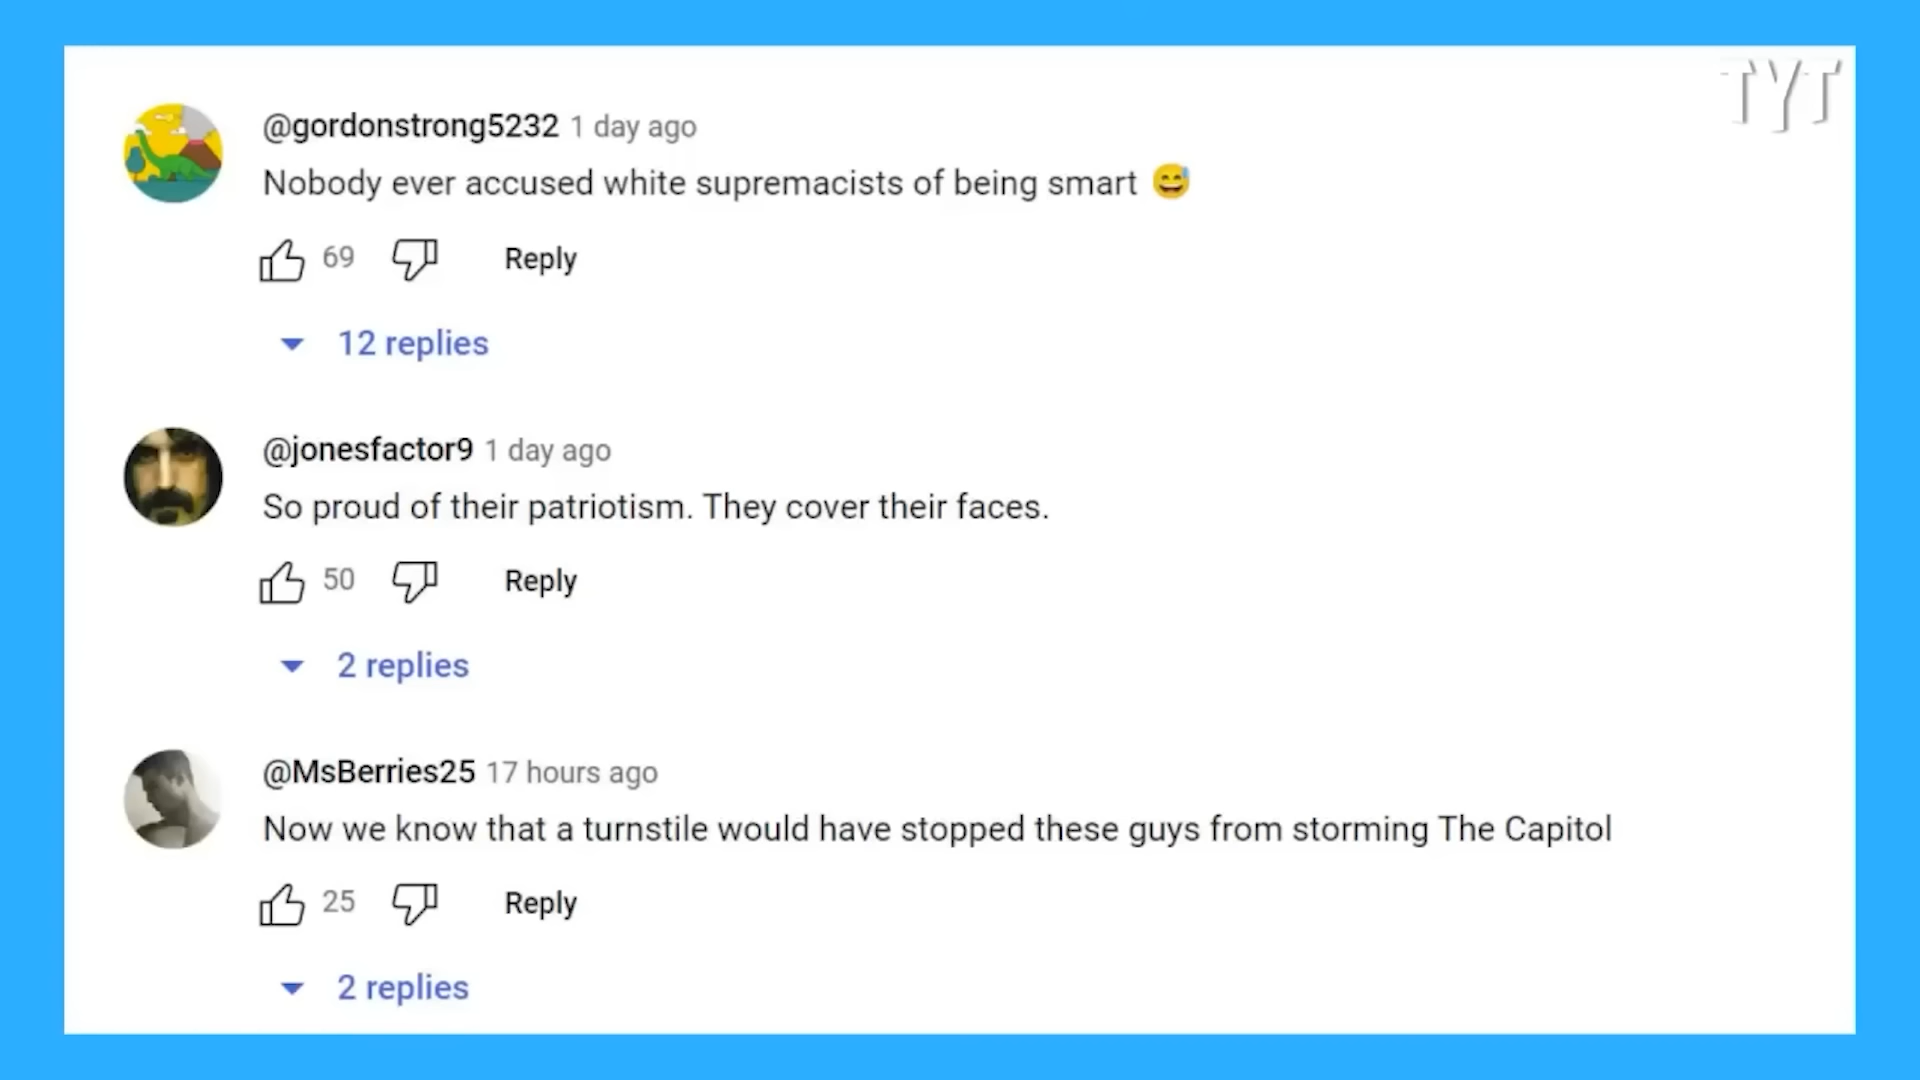 TYT
@gordonstrong5232 1 day ago
Nobody ever accused white supremacists of being smart 😅
69 Reply
12 replies
@jonesfactor9 1 day ago
So proud of their patriotism. They cover their faces.
50 Reply
2 replies
@MsBerries25 17 hours ago
Now we know that a turnstile would have stopped these guys from storming The Capitol
25 Reply
2 replies